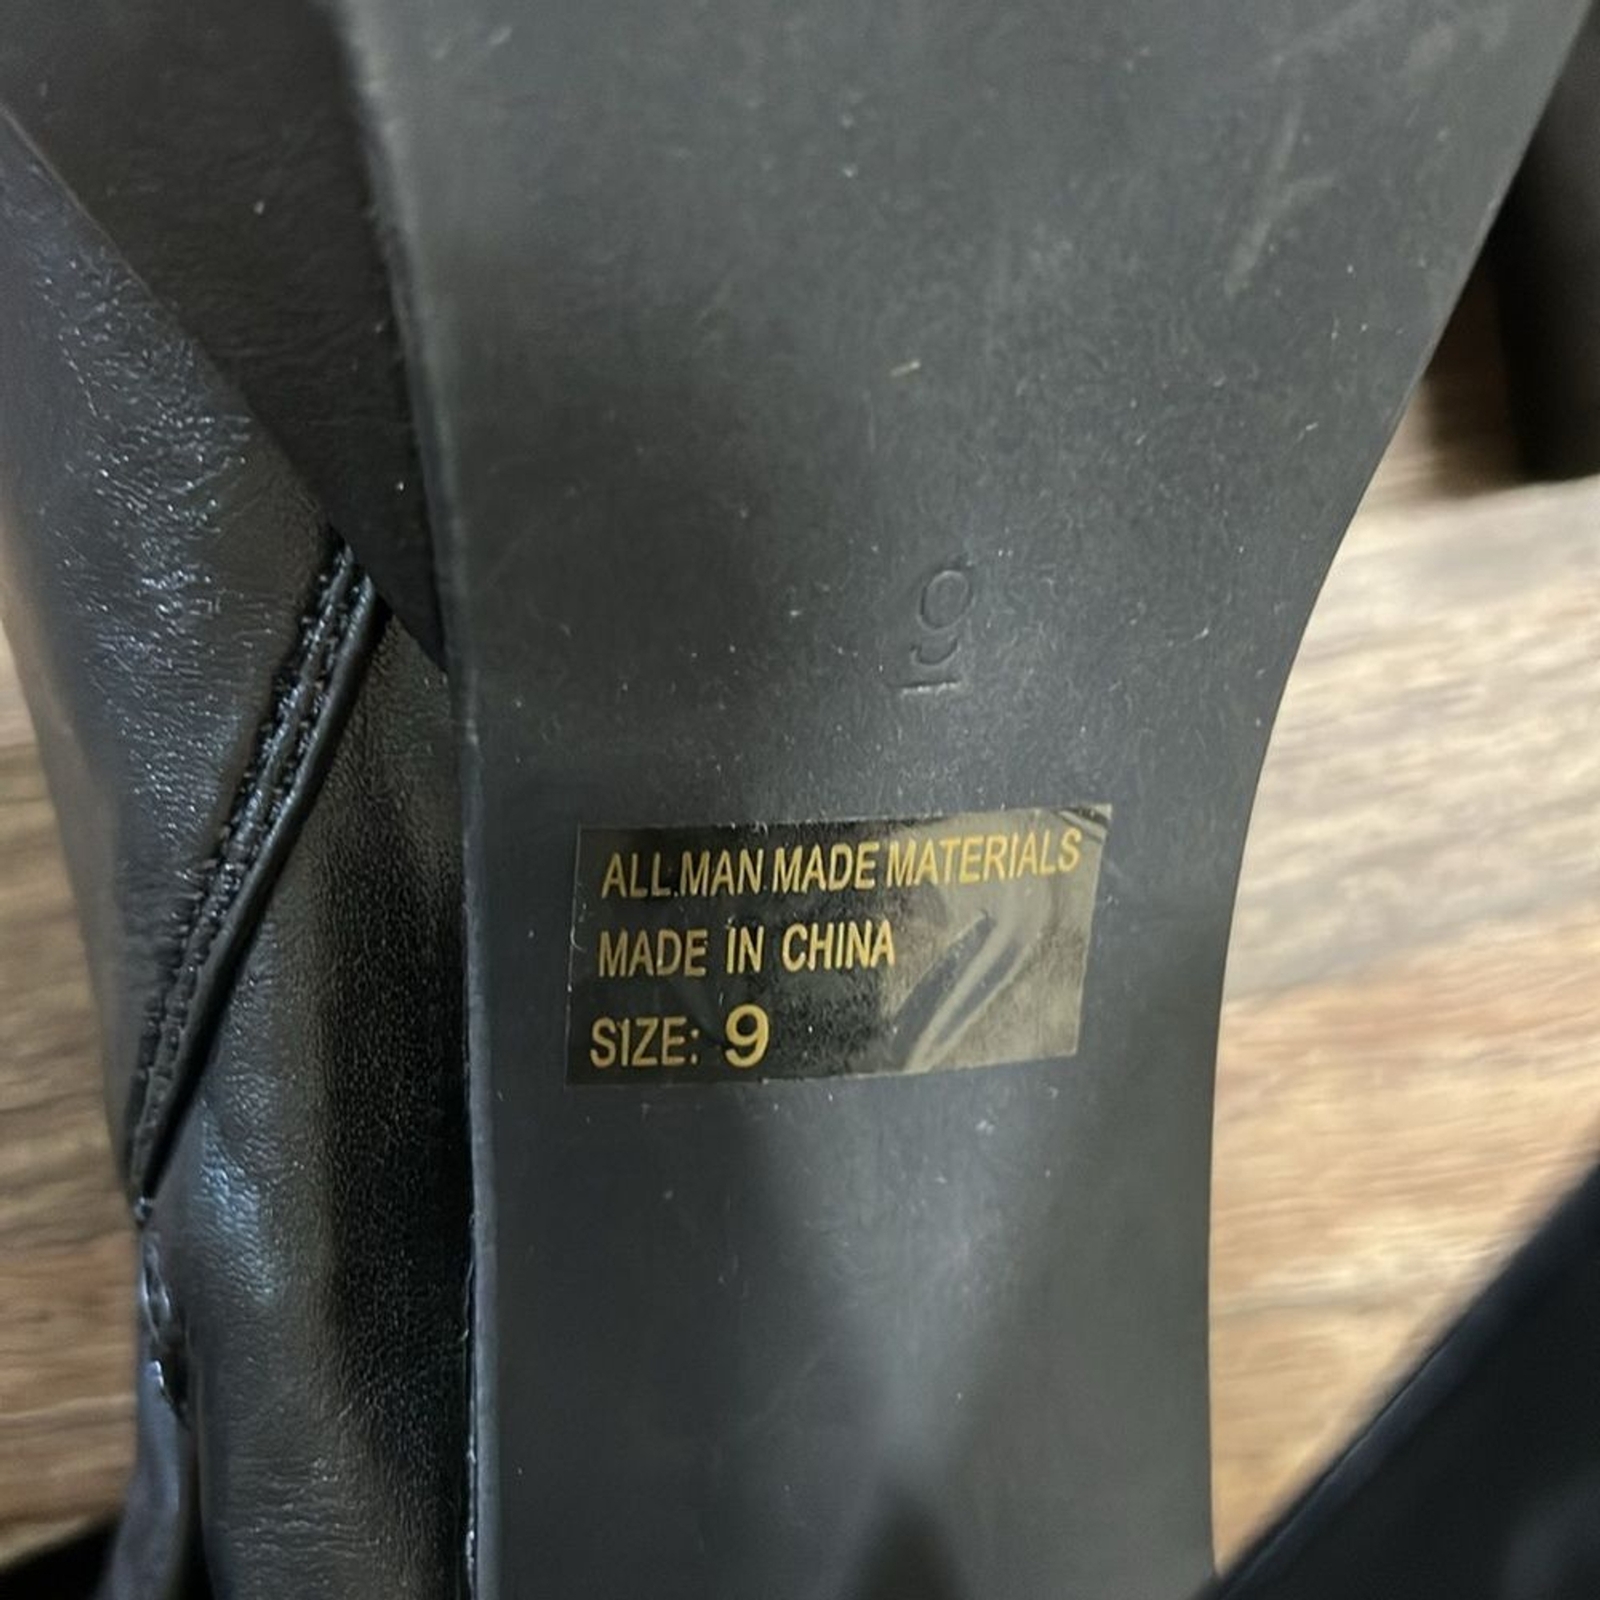 9
ALL MAN MADE MATERIALS
MADE IN CHINA
SIZE: 9